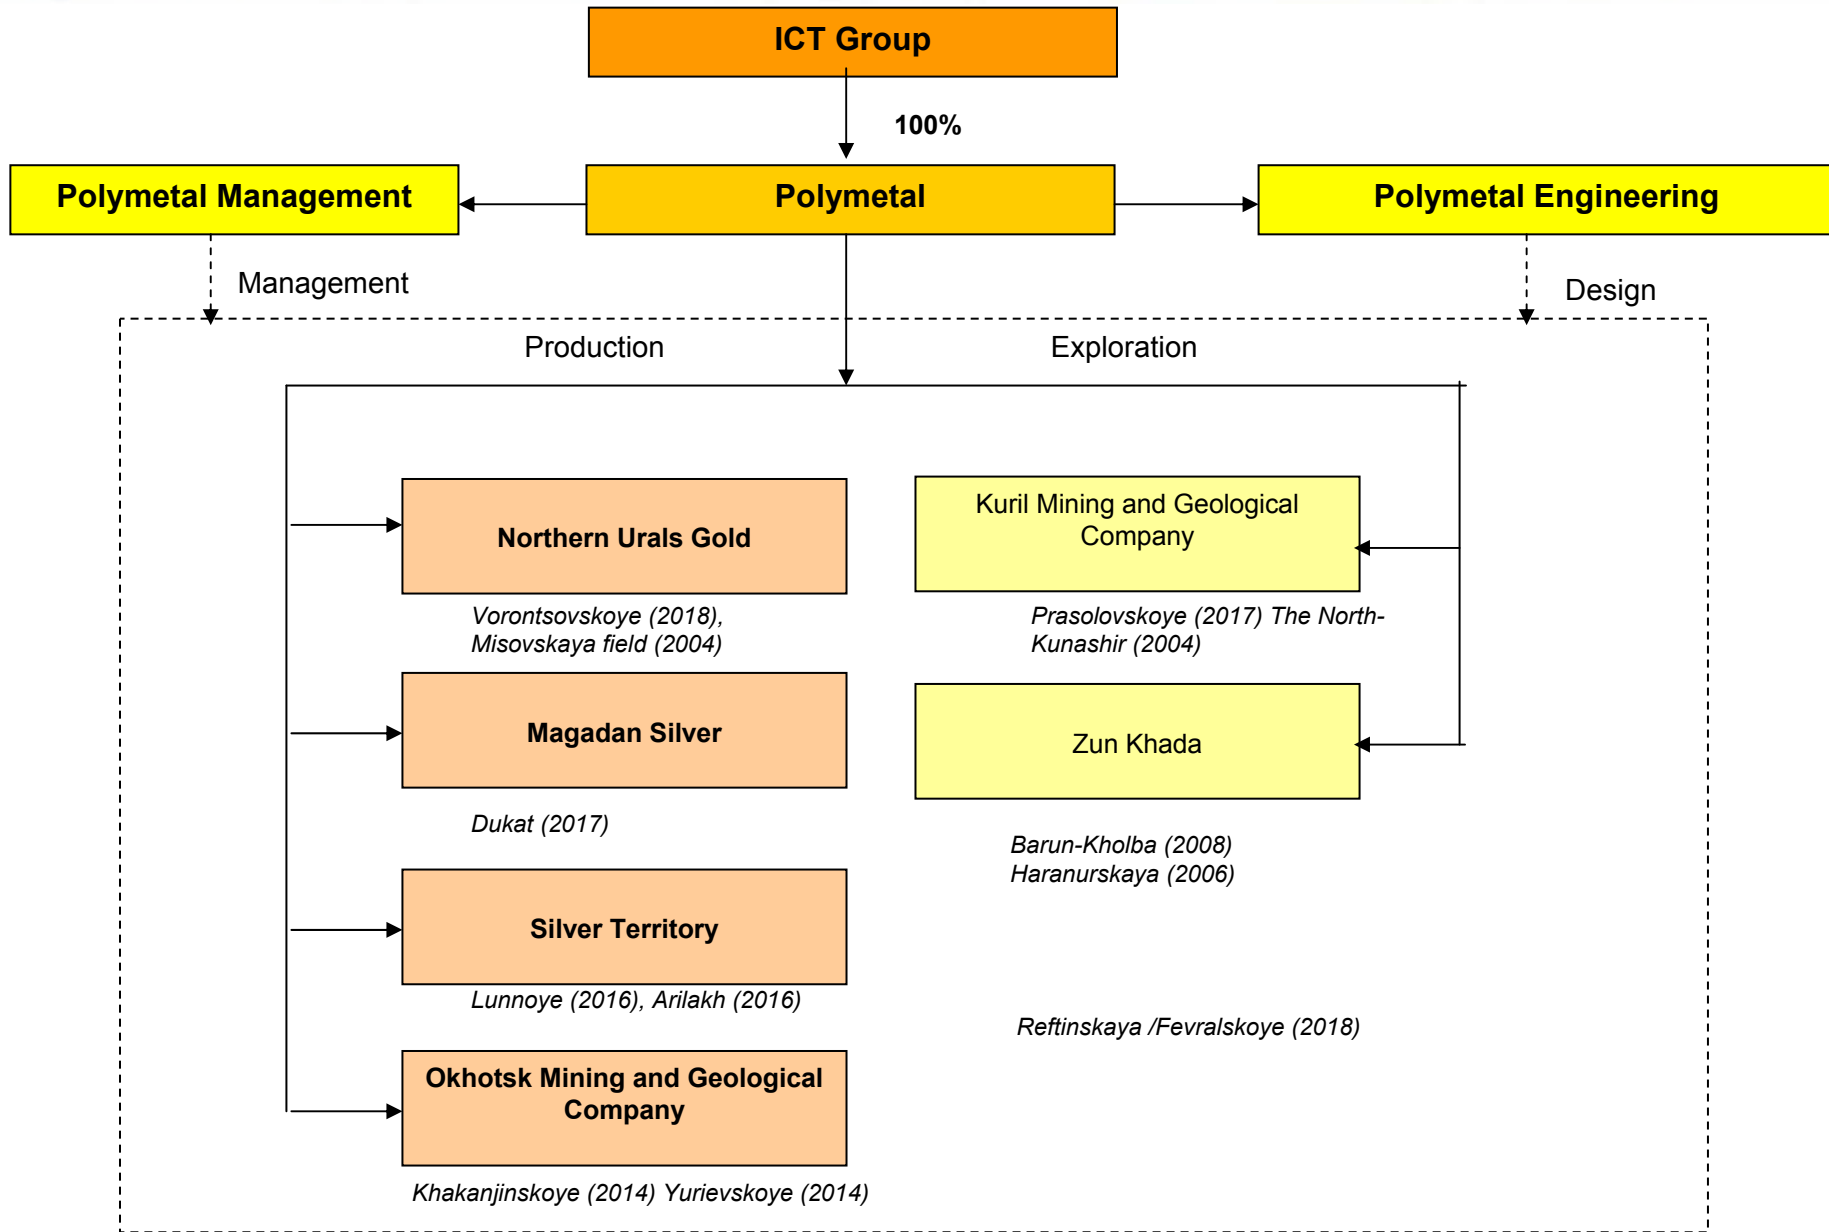 ICT Group
100%
Polymetal Management
Polymetal
Polymetal Engineering
Management
Design
Production
Exploration
Northern Urals Gold
Vorontsovskoye (2018),
Misovskaya field (2004)
Magadan Silver
Dukat (2017)
Silver Territory
Lunnoye (2016), Arilakh (2016)
Okhotsk Mining and Geological
Company
Khakanjinskoye (2014) Yurievskoye (2014)
Kuril Mining and Geological
Company
Prasolovskoye (2017) The North-
Kunashir (2004)
Zun Khada
Barun-Kholba (2008)
Haranurskaya (2006)
Reftinskaya /Fevralskoye (2018)